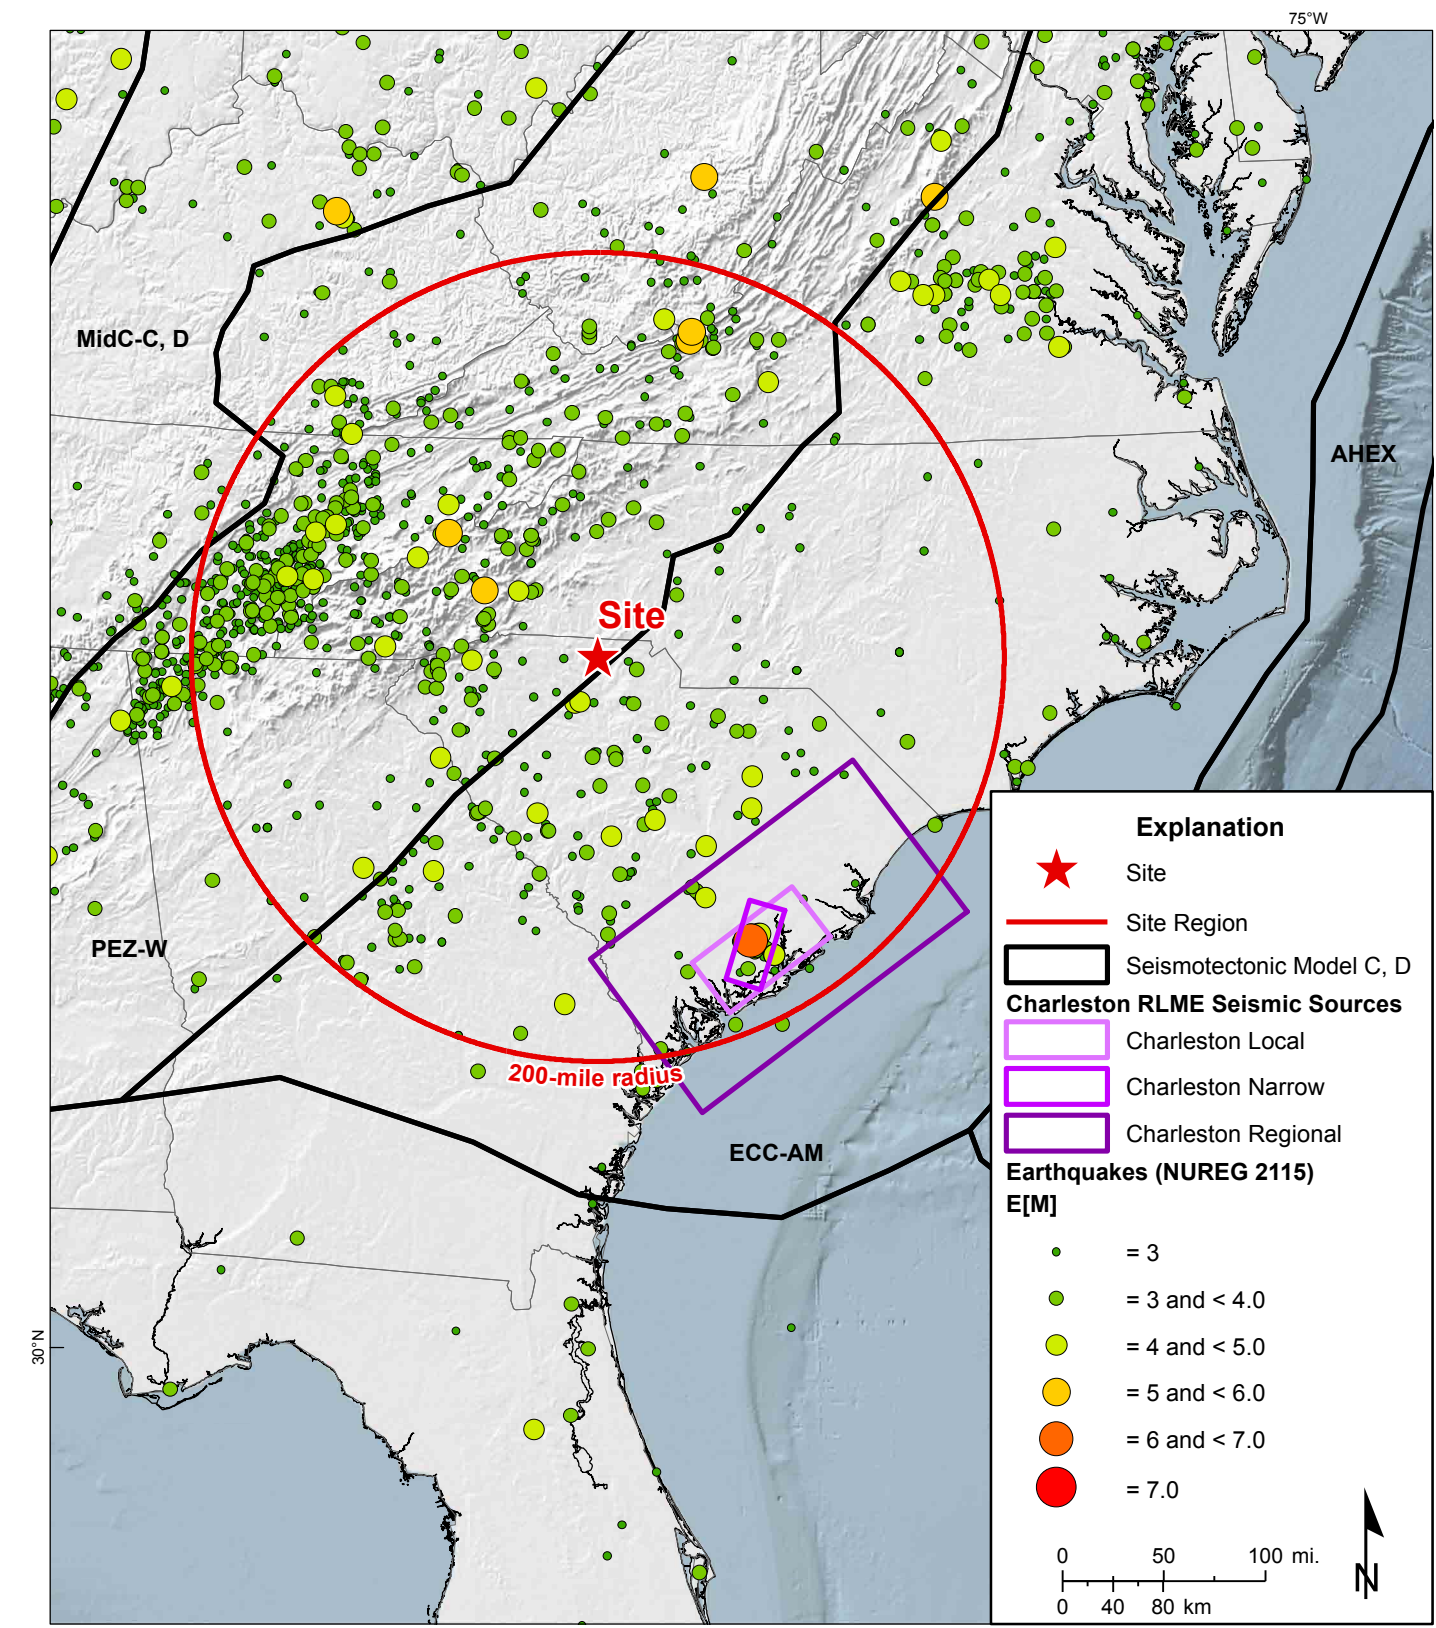 75°W
MidC-C, D
AHEX
Site
PEZ-W
200-mile radius
ECC-AM
30°N
Explanation
Site
Site Region
Seismotectonic Model C, D
Charleston RLME Seismic Sources
Charleston Local
Charleston Narrow
Charleston Regional
Earthquakes (NUREG 2115)
E[M]
= 3
= 3 and < 4.0
= 4 and < 5.0
= 5 and < 6.0
= 6 and < 7.0
= 7.0
0 50 100 mi.
0 40 80 km
N